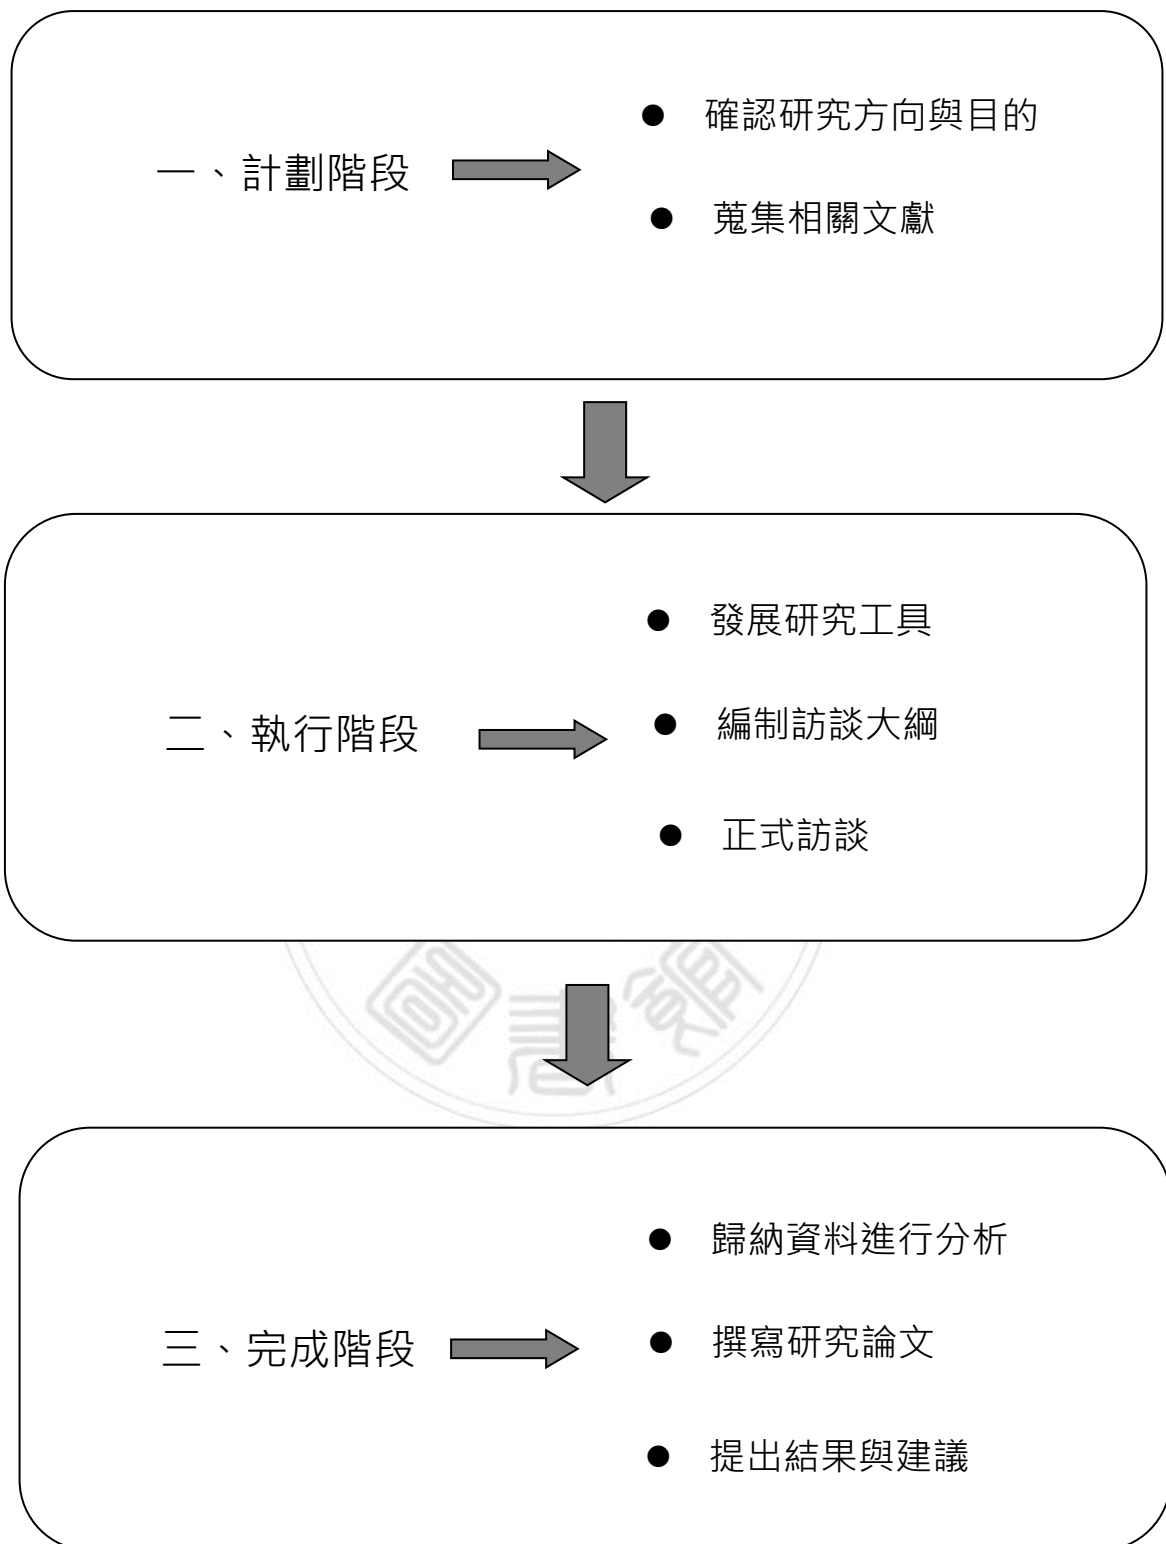 一、計劃階段
● 確認研究方向與目的
● 蒐集相關文獻
二、執行階段
● 發展研究工具
● 編制訪談大綱
● 正式訪談
三、完成階段
● 歸納資料進行分析
● 撰寫研究論文
● 提出結果與建議